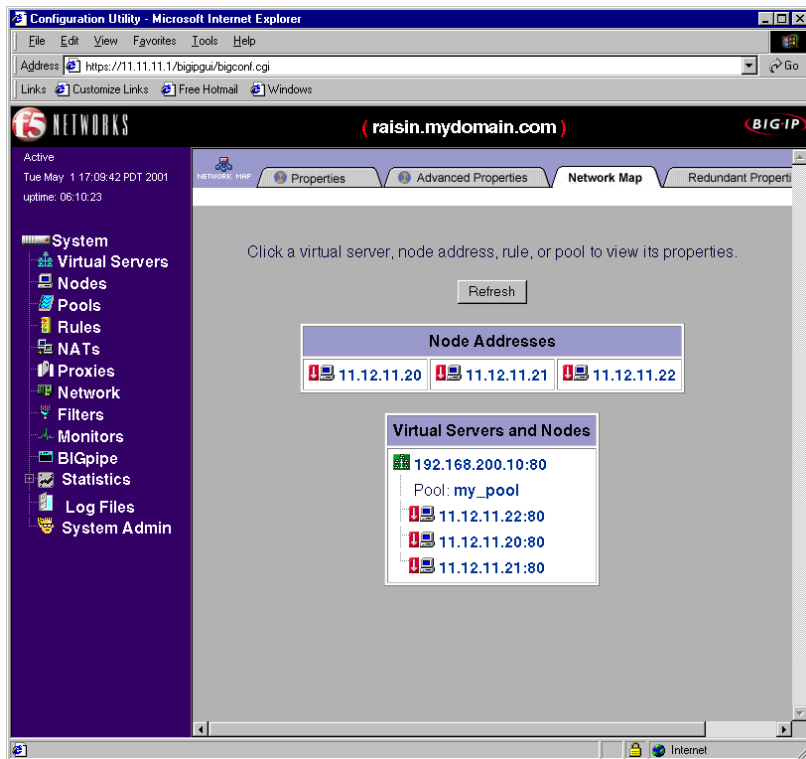 Configuration Utility - Microsoft Internet Explorer
File Edit View Favorites Tools Help
Address https://11.11.11.1/bigipgui/bigconf.cgi Go
Links Customize Links Free Hotmail Windows
f5 NETWORKS (raisin.mydomain.com) BIG·IP
Active
Tue May 1 17:09:42 PDT 2001
uptime: 06:10:23
NETWORK MAP Properties Advanced Properties Network Map Redundant Properti
System
Virtual Servers
Nodes
Pools
Rules
NATs
Proxies
Network
Filters
Monitors
BIGpipe
Statistics
Log Files
System Admin
Click a virtual server, node address, rule, or pool to view its properties.
Refresh
Node Addresses
11.12.11.20 11.12.11.21 11.12.11.22
Virtual Servers and Nodes
192.168.200.10:80
Pool: my_pool
11.12.11.22:80
11.12.11.20:80
11.12.11.21:80
Internet